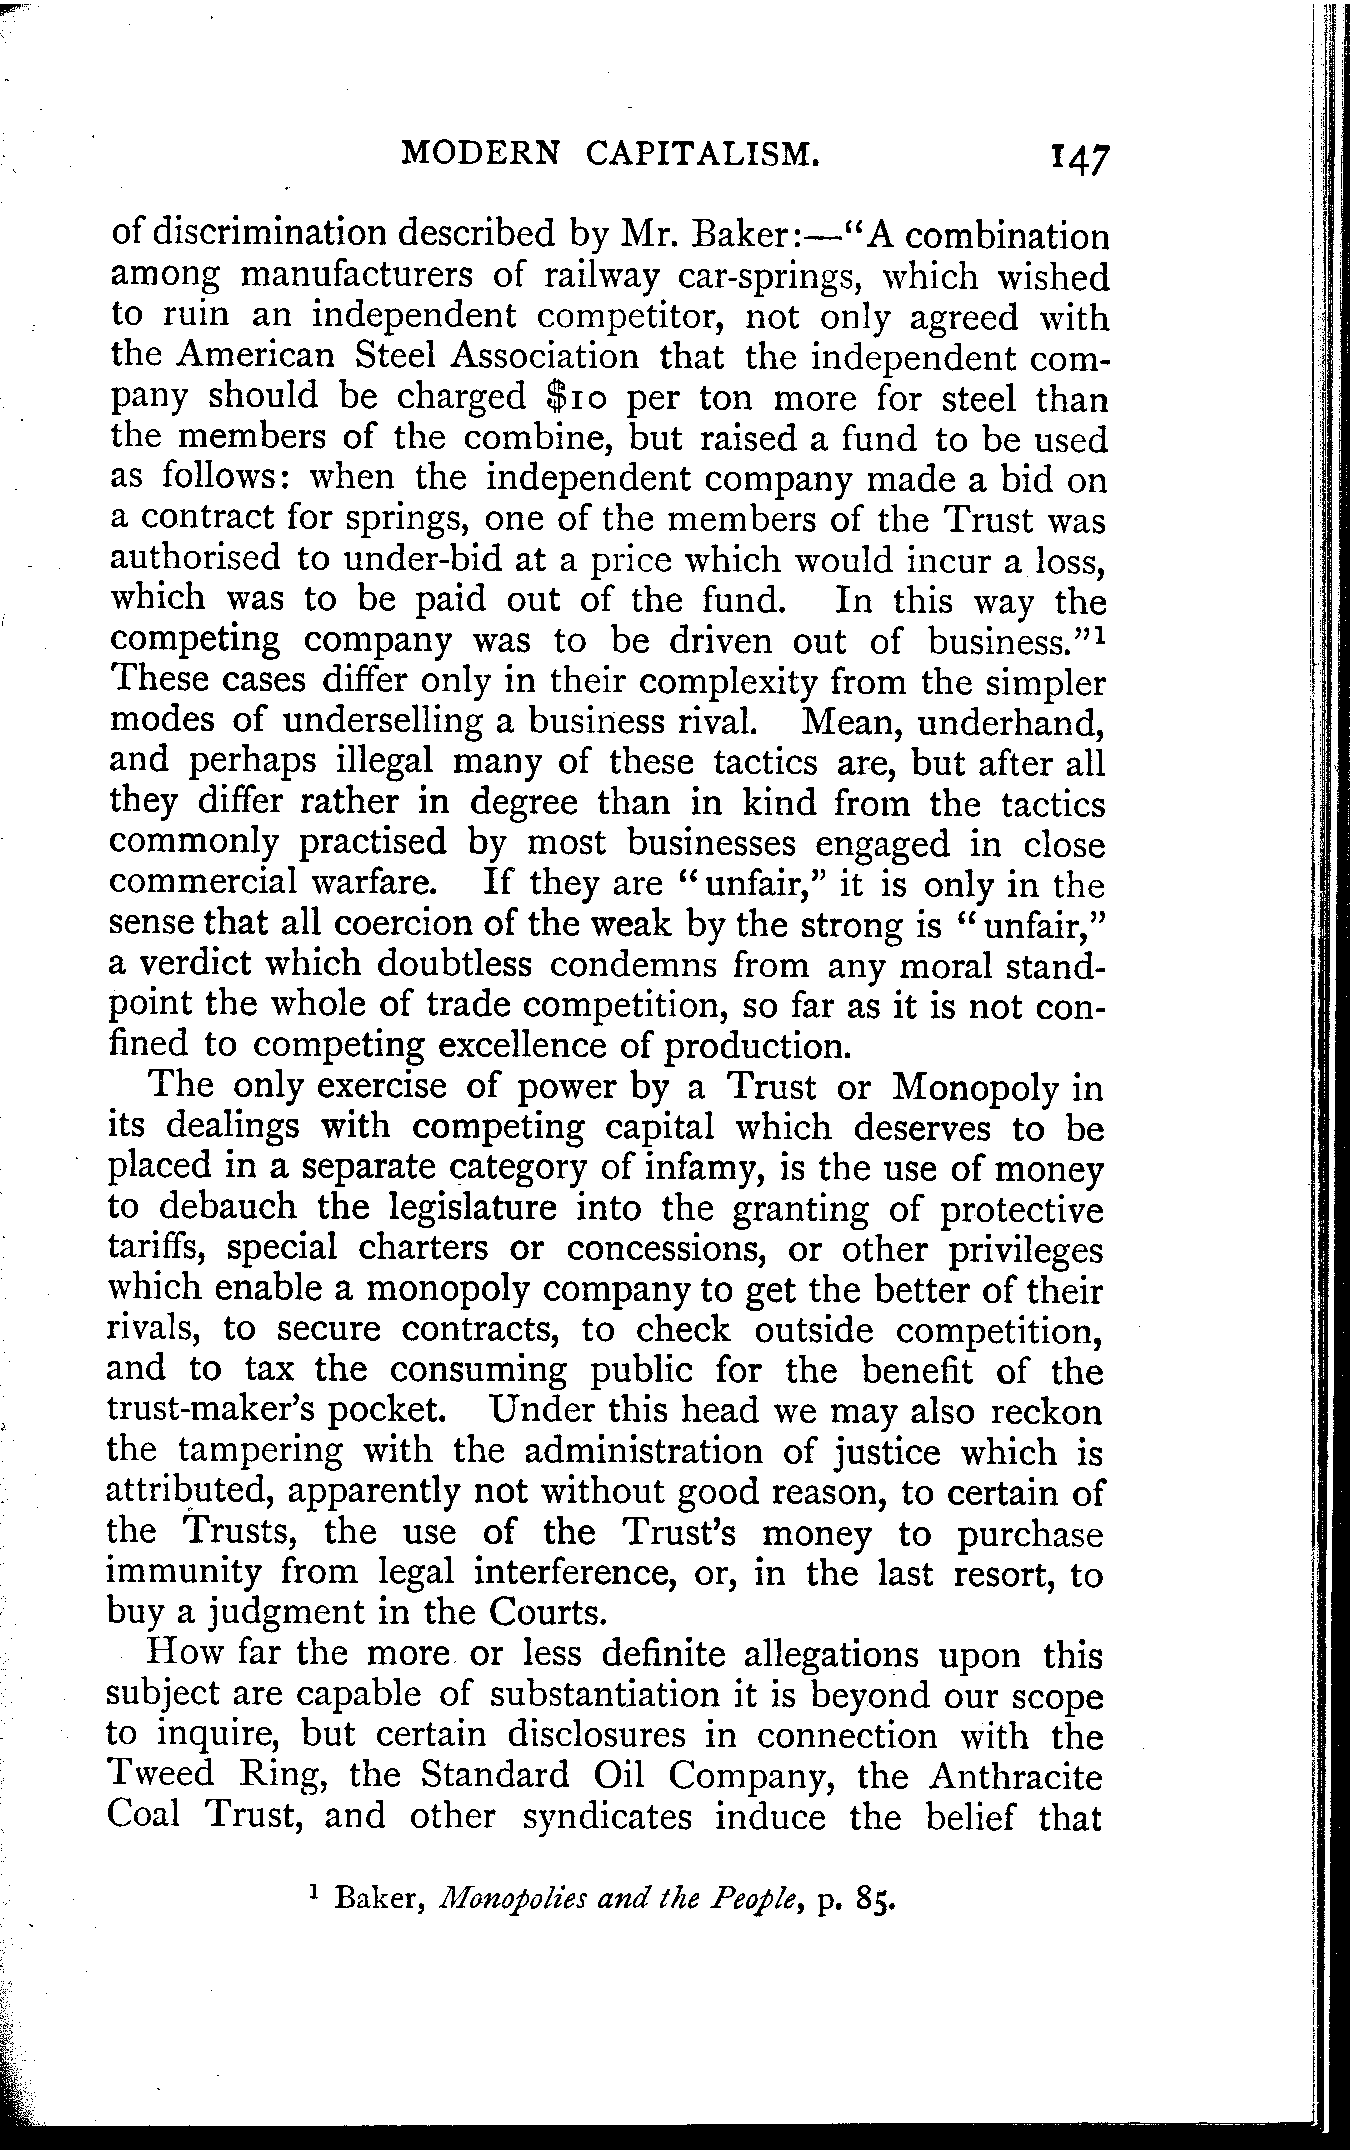 MODERN CAPITALISM. 147
of discrimination described by Mr. Baker:—"A combination
among manufacturers of railway car-springs, which wished
to ruin an independent competitor, not only agreed with
the American Steel Association that the independent com-
pany should be charged $10 per ton more for steel than
the members of the combine, but raised a fund to be used
as follows: when the independent company made a bid on
a contract for springs, one of the members of the Trust was
authorised to under-bid at a price which would incur a loss,
which was to be paid out of the fund. In this way the
competing company was to be driven out of business."¹
These cases differ only in their complexity from the simpler
modes of underselling a business rival. Mean, underhand,
and perhaps illegal many of these tactics are, but after all
they differ rather in degree than in kind from the tactics
commonly practised by most businesses engaged in close
commercial warfare. If they are "unfair," it is only in the
sense that all coercion of the weak by the strong is "unfair,"
a verdict which doubtless condemns from any moral stand-
point the whole of trade competition, so far as it is not con-
fined to competing excellence of production.
The only exercise of power by a Trust or Monopoly in
its dealings with competing capital which deserves to be
placed in a separate category of infamy, is the use of money
to debauch the legislature into the granting of protective
tariffs, special charters or concessions, or other privileges
which enable a monopoly company to get the better of their
rivals, to secure contracts, to check outside competition,
and to tax the consuming public for the benefit of the
trust-maker's pocket. Under this head we may also reckon
the tampering with the administration of justice which is
attributed, apparently not without good reason, to certain of
the Trusts, the use of the Trust's money to purchase
immunity from legal interference, or, in the last resort, to
buy a judgment in the Courts.
How far the more or less definite allegations upon this
subject are capable of substantiation it is beyond our scope
to inquire, but certain disclosures in connection with the
Tweed Ring, the Standard Oil Company, the Anthracite
Coal Trust, and other syndicates induce the belief that
¹ Baker, Monopolies and the People, p. 85.